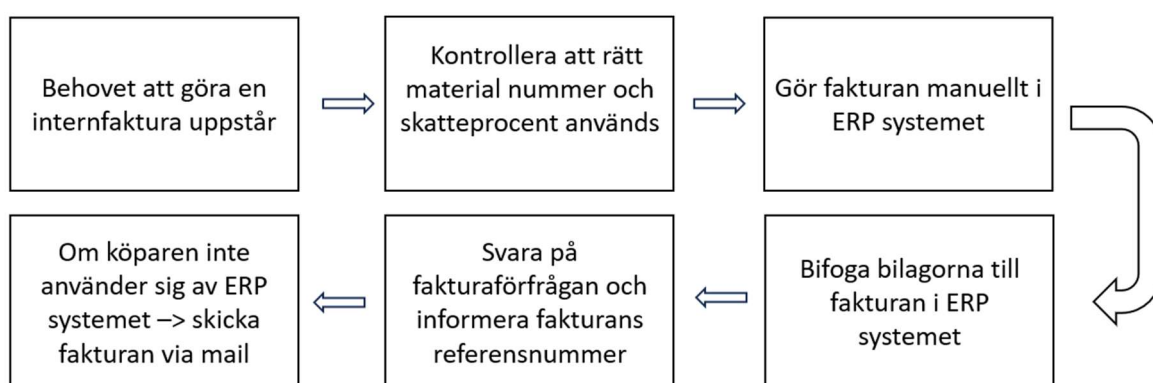 Behovet att göra en
internfaktura uppstår
Kontrollera att rätt
material nummer och
skatteprocent används
Gör fakturan manuellt i
ERP systemet
Bifoga bilagorna till
fakturan i ERP
systemet
Svara på
fakturaförfrågan och
informera fakturans
referensnummer
Om köparen inte
använder sig av ERP
systemet –> skicka
fakturan via mail